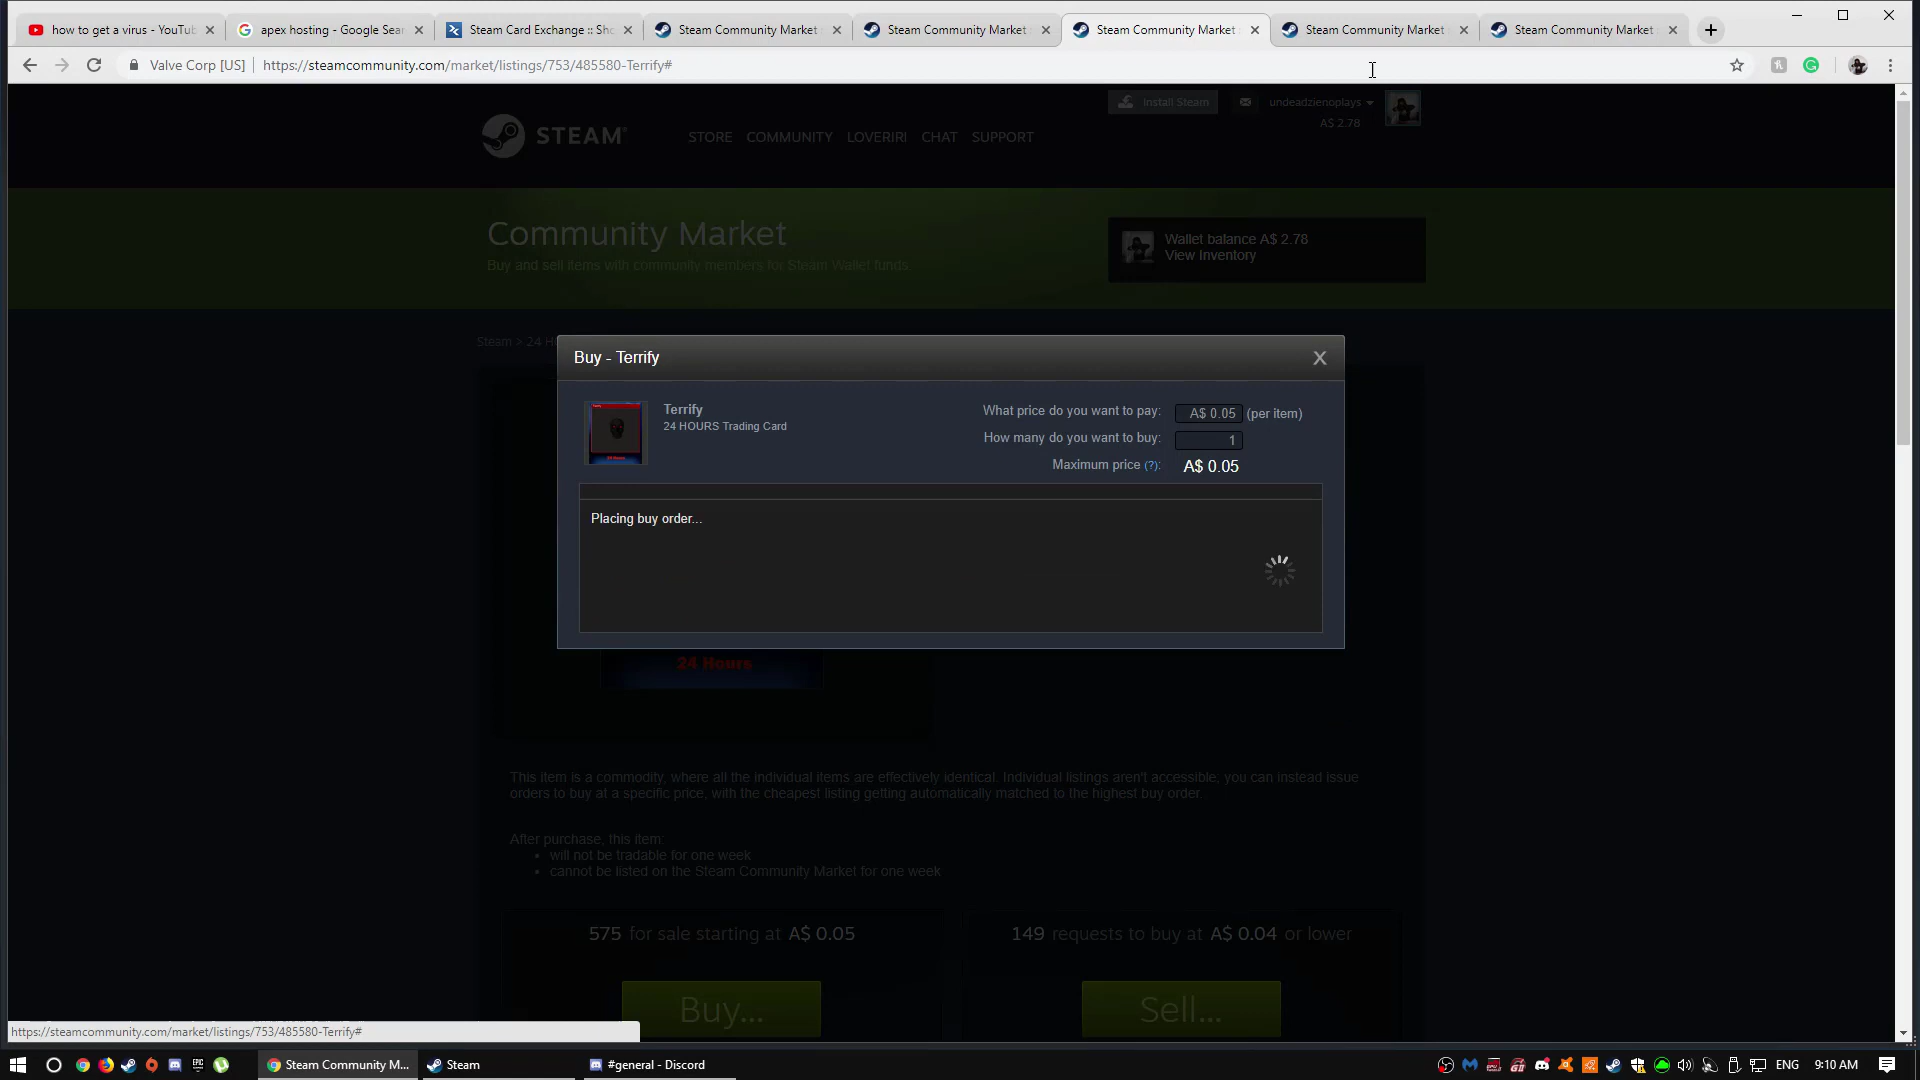 how to get a virus - YouTub
apex hosting - Google Sear
Steam Card Exchange :: Sho
Steam Community Market
Steam Community Market
Steam Community Market
Steam Community Market
Steam Community Market
Valve Corp [US]
https://steamcommunity.com/market/listings/753/485580-Terrify#
Install Steam
undeadzienoplays
A$ 2.78
STEAM
STORE COMMUNITY LOVERIRI CHAT SUPPORT
Community Market
Buy and sell items with community members for Steam Wallet funds.
Wallet balance A$ 2.78
View Inventory
Steam > 24 H
Buy - Terrify
X
Terrify
24 HOURS Trading Card
What price do you want to pay: A$ 0.05 (per item)
How many do you want to buy: 1
Maximum price (?): A$ 0.05
Placing buy order...
24 Hours
This item is a commodity, where all the individual items are effectively identical. Individual listings aren't accessible, you can instead issue
orders to buy at a specific price, with the cheapest listing getting automatically matched to the highest buy order.
After purchase, this item:
• will not be tradable for one week
• cannot be listed on the Steam Community Market for one week
575 for sale starting at A$ 0.05
149 requests to buy at A$ 0.04 or lower
Buy...
Sell...
https://steamcommunity.com/market/listings/753/485580-Terrify#
Steam Community M...
Steam
#general - Discord
ENG
9:10 AM